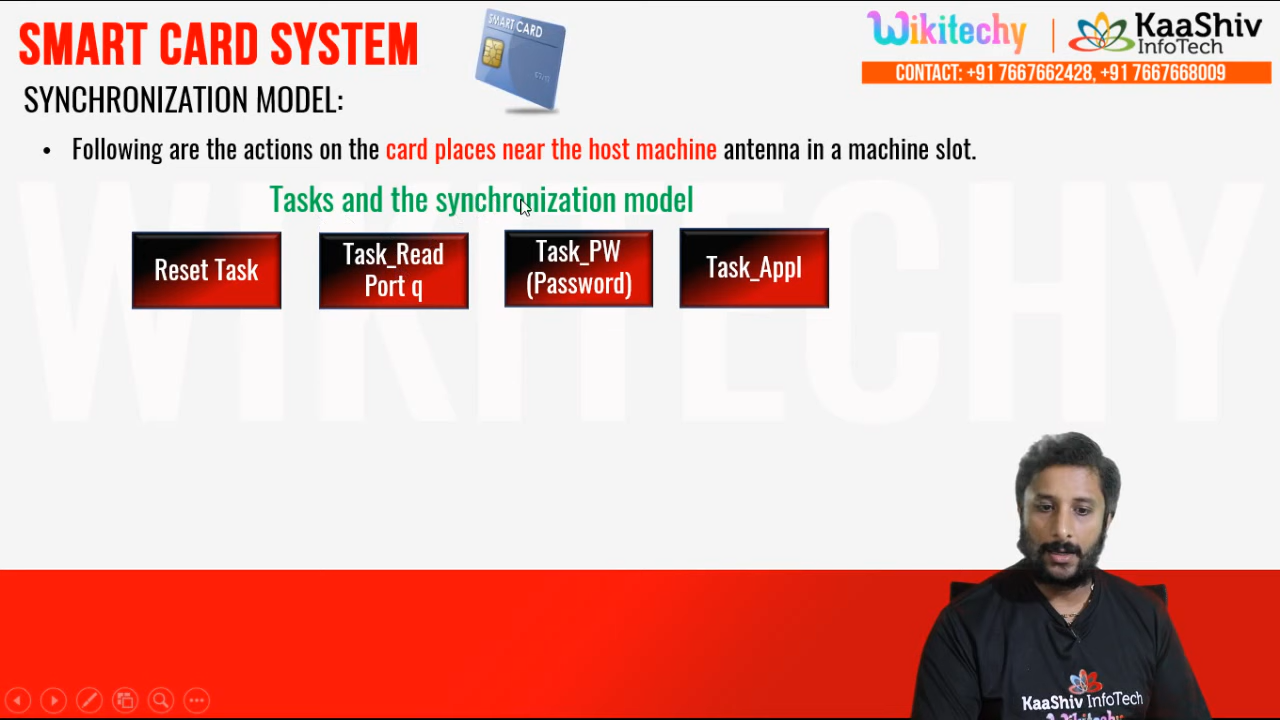 SMART CARD SYSTEM
SMART CARD
Wikitechy
KaaShiv
InfoTech
CONTACT: +91 7667662428, +91 7667668009
SYNCHRONIZATION MODEL:
• Following are the actions on the card places near the host machine antenna in a machine slot.
Tasks and the synchronization model
Reset Task
Task_Read
Port q
Task_PW
(Password)
Task_Appl
WIKITECHY
KaaShiv InfoTech
Wikitechy